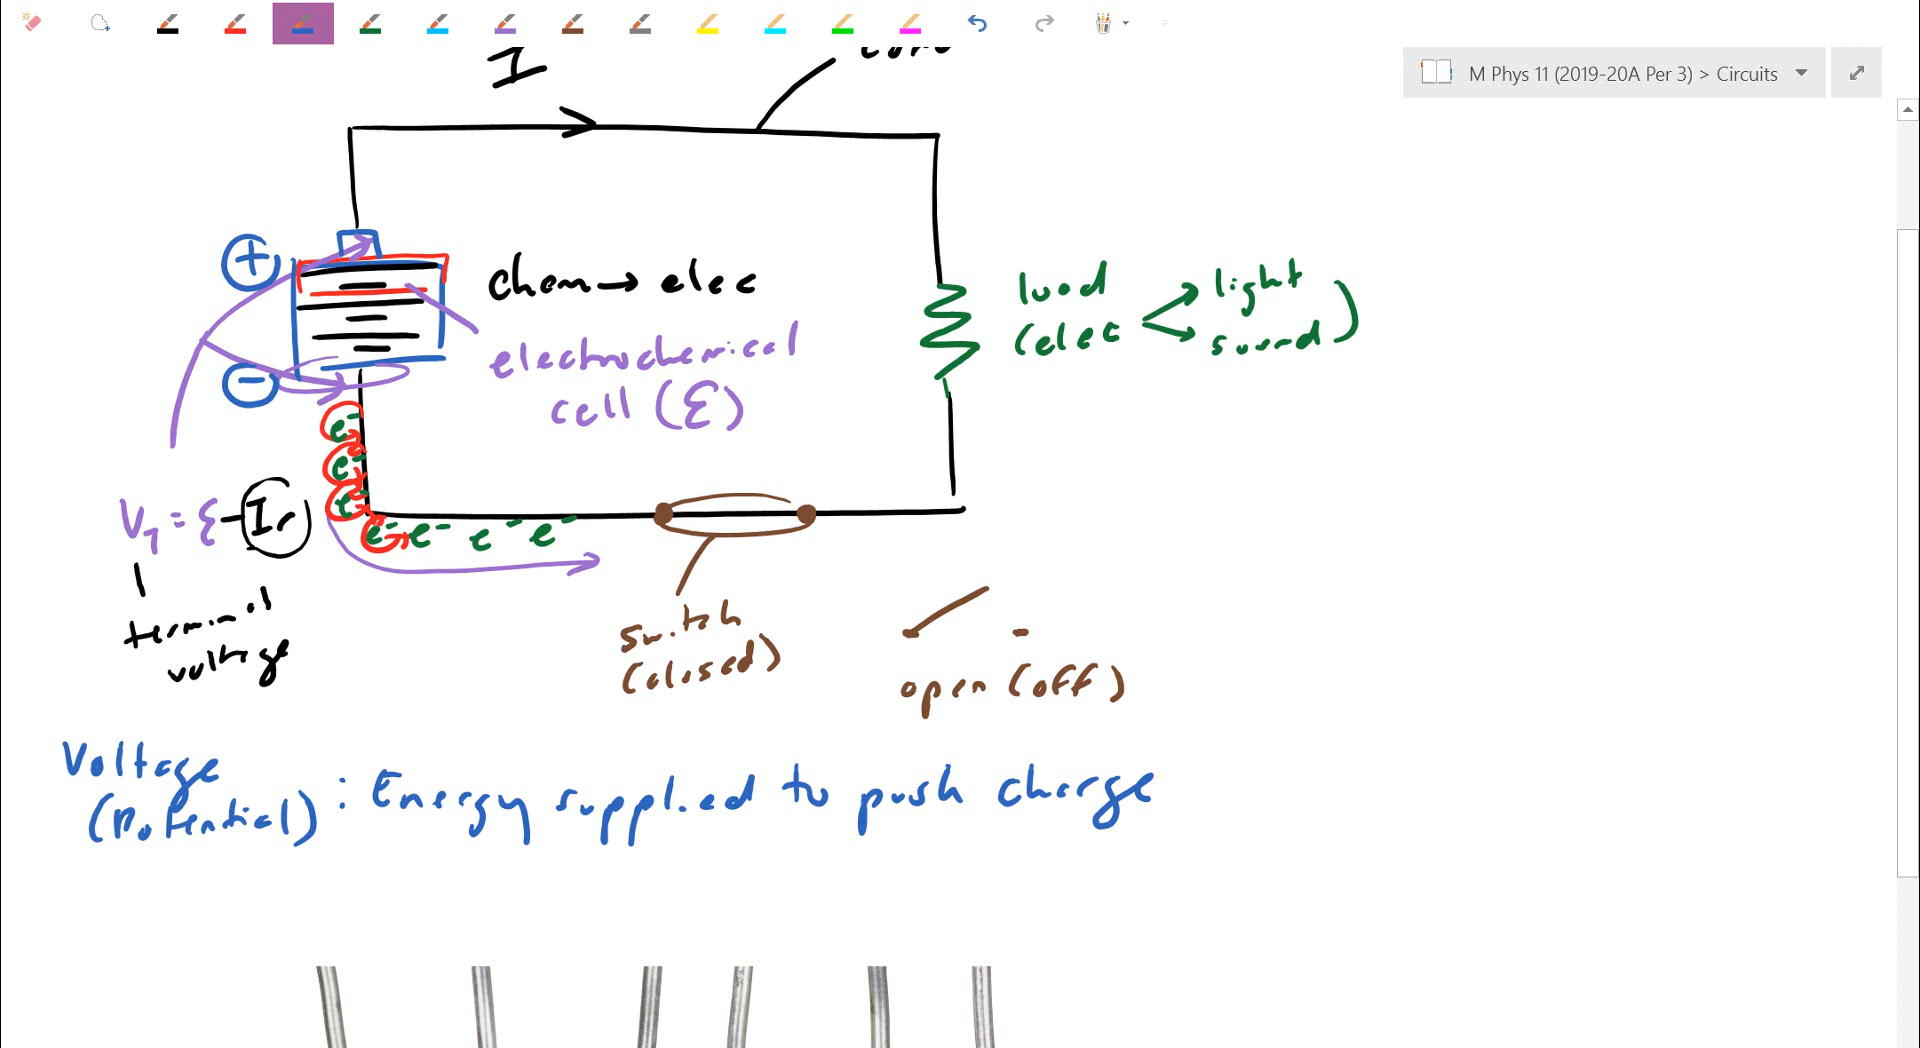 M Phys 11 (2019-20A Per 3) > Circuits
I
+
chem → elec
load
(elec
light
sound)
electrochemical
cell (Ɛ)
−
e⁻
e⁻
e⁻
e⁻ e⁻ e⁻ e⁻
V_T = Ɛ - Ir
terminal
voltage
switch
(closed)
open (off)
Voltage
(Potential) : Energy supplied to push charge